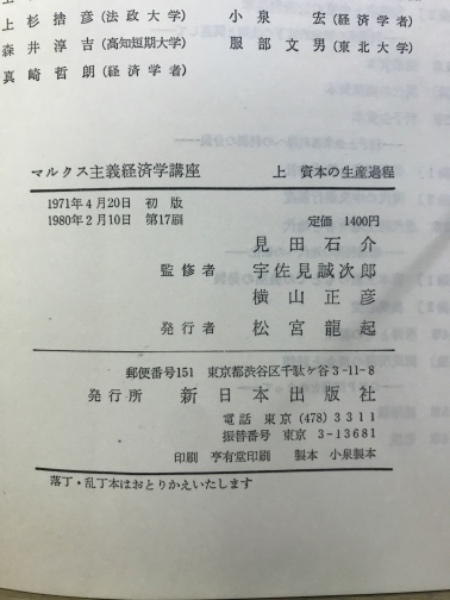 上杉捨彦(法政大学) 小泉宏(経済学者)
森井淳吉(高知短期大学) 服部文男(東北大学)
真崎哲朗(経済学者)
マルクス主義経済学講座 上 資本の生産過程
1971年4月20日 初版
1980年2月10日 第17刷
定価 1400円
見田石介
監修者 宇佐見誠次郎
横山正彦
発行者 松宮龍起
郵便番号151 東京都渋谷区千駄ヶ谷3-11-8
発行所 新日本出版社
電話 東京(478)3311
振替番号 東京 3-13681
印刷 亨有堂印刷 製本 小泉製本
落丁・乱丁本はおとりかえいたします